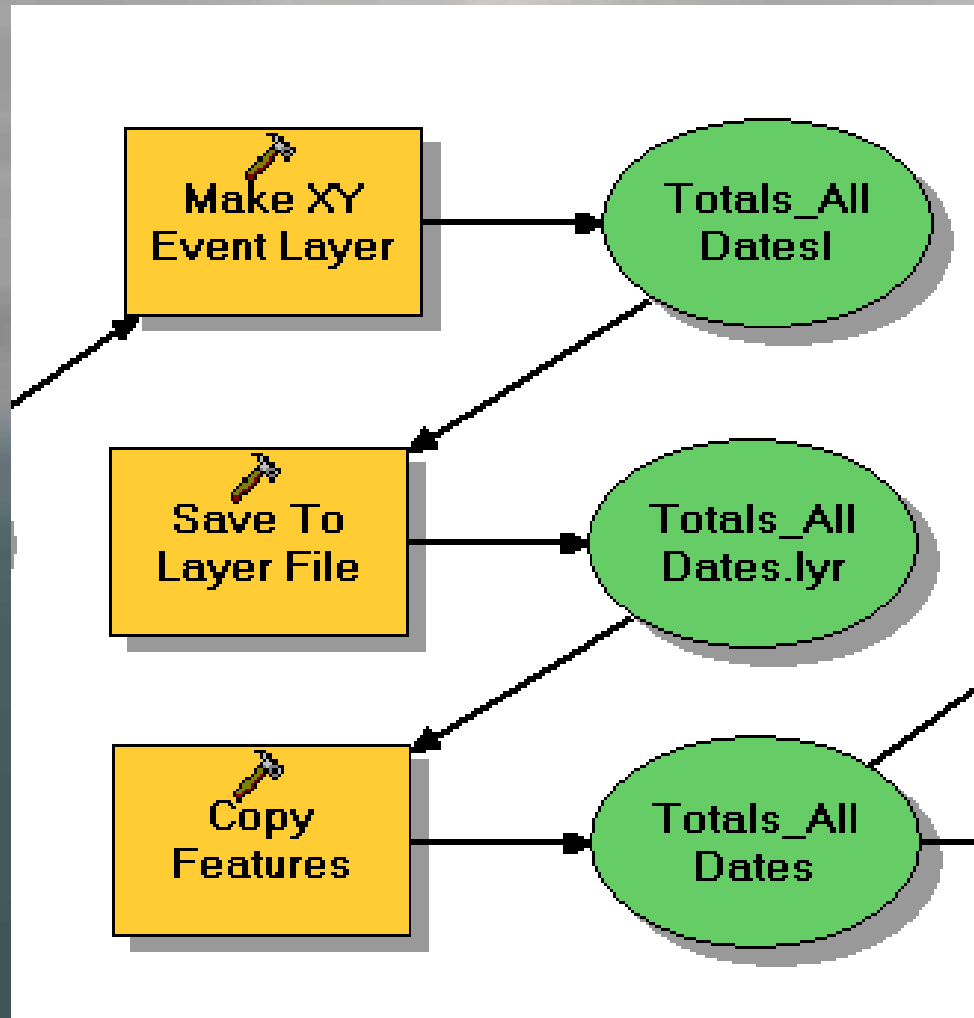 Make XY
Event Layer
Totals_All
Datesl
Save To
Layer File
Totals_All
Dates.lyr
Copy
Features
Totals_All
Dates